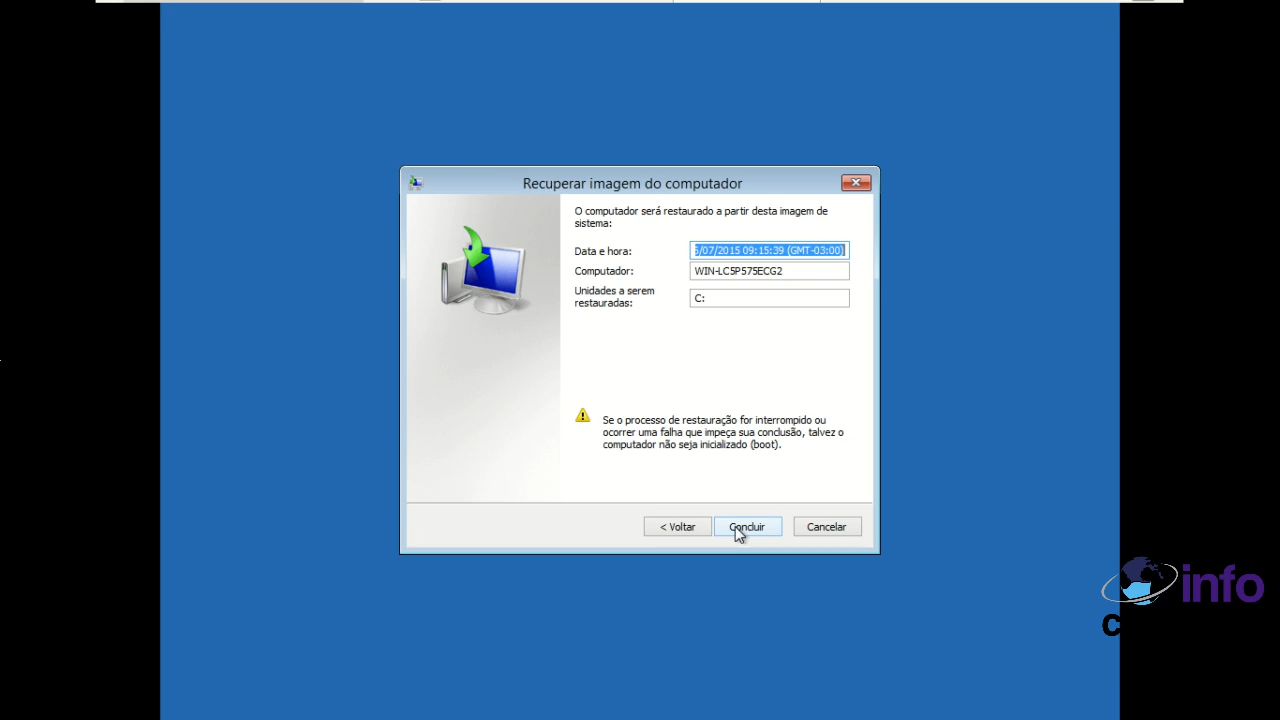 Recuperar imagem do computador
O computador será restaurado a partir desta imagem de
sistema:
Data e hora: /07/2015 09:15:39 (GMT-03:00)
Computador: WIN-LC5P575ECG2
Unidades a serem
restauradas: C:
Se o processo de restauração for interrompido ou
ocorrer uma falha que impeça sua conclusão, talvez o
computador não seja inicializado (boot).
< Voltar Concluir Cancelar
info
c